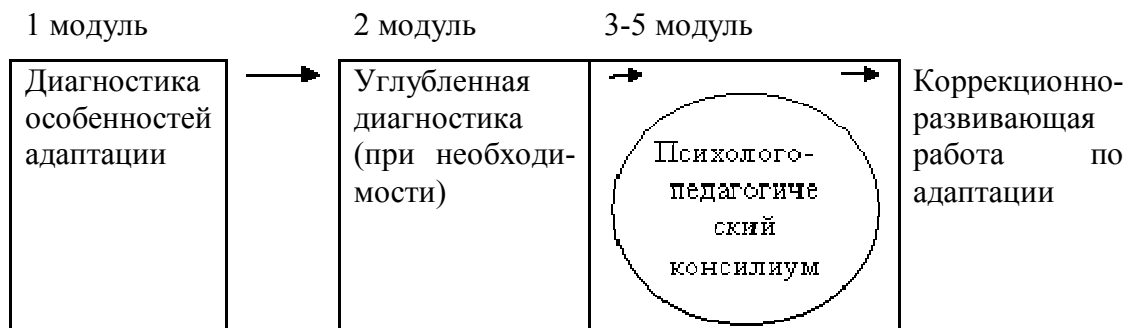 1 модуль
2 модуль
3-5 модуль
Диагностика
особенностей
адаптации
Углубленная
диагностика
(при необходи-
мости)
Психолого-
педагогиче
ский
консилиум
Коррекционно-
развивающая
работа по
адаптации